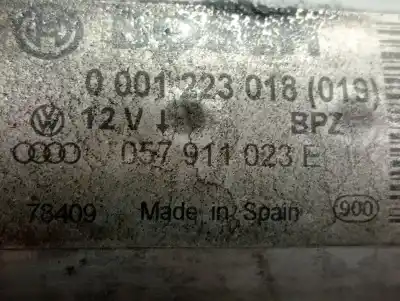 0 001 223 018 (019)
12 V BPZ
057 911 023 E
78409 Made in Spain 900